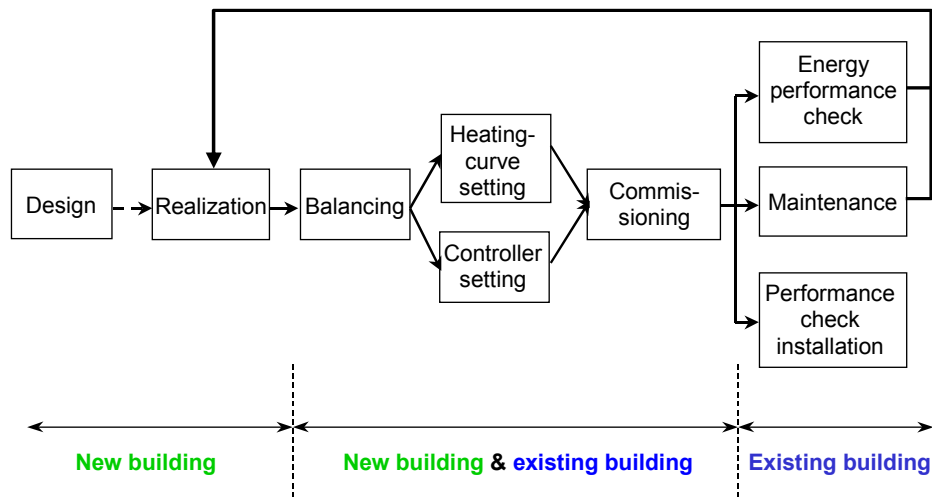 Design
Realization
Balancing
Heating-
curve
setting
Controller
setting
Commis-
sioning
Energy
performance
check
Maintenance
Performance
check
installation
New building
New building & existing building
Existing building